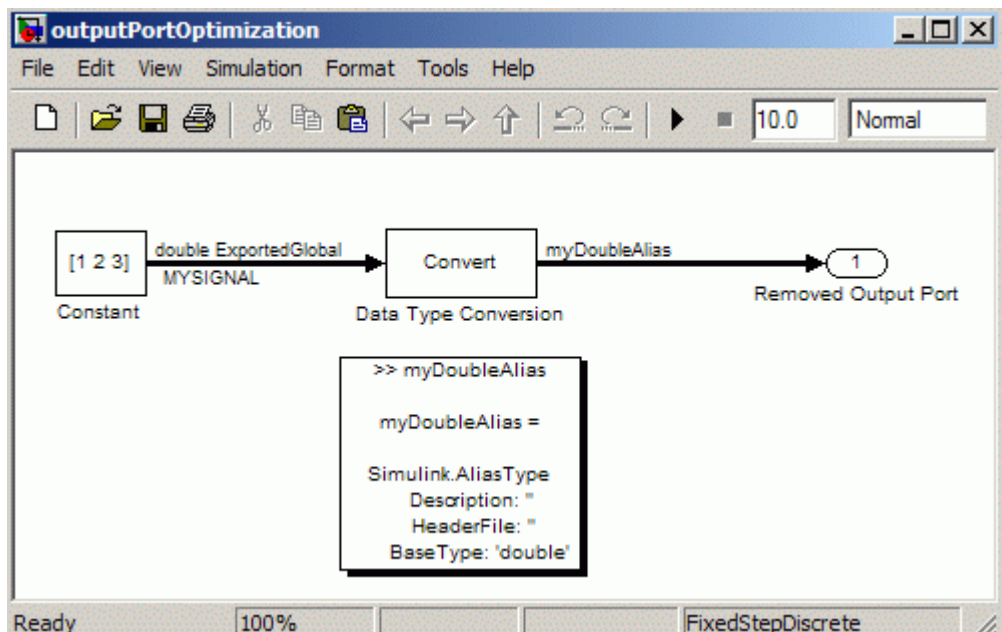 outputPortOptimization
File Edit View Simulation Format Tools Help
10.0 Normal
[1 2 3] double ExportedGlobal Convert myDoubleAlias 1
MYSIGNAL
Constant Data Type Conversion Removed Output Port
>> myDoubleAlias
myDoubleAlias =
Simulink.AliasType
Description: ''
HeaderFile: ''
BaseType: 'double'
Ready 100% FixedStepDiscrete